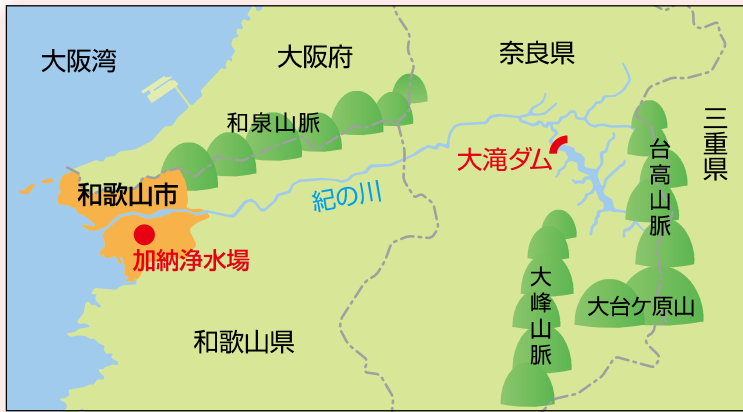 大阪湾
大阪府
奈良県
三重県
和泉山脈
大滝ダム
台高山脈
和歌山市
紀の川
加納浄水場
大峰山脈
大台ケ原山
和歌山県